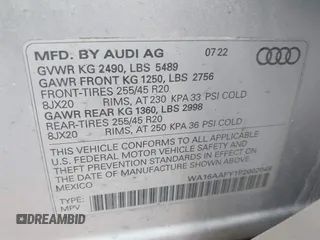 MFD. BY AUDI AG 07 22
GVWR KG 2490, LBS 5489
GAWR FRONT KG 1250, LBS 2756
FRONT-TIRES 255/45 R20
8JX20 RIMS, AT 230 KPA 33 PSI COLD
GAWR REAR KG 1360, LBS 2998
REAR-TIRES 255/45 R20
8JX20 RIMS, AT 250 KPA 36 PSI COLD
THIS VEHICLE CONFORMS TO ALL APPLICABLE
U.S. FEDERAL MOTOR VEHICLE SAFETY, BUMPER, AND
THEFT PREVENTION STANDARDS IN EFFECT ON THE
DATE OF MANUFACTURE SHOWN ABOVE.
MEXICO
TYPE:
MPV
DREAMBID